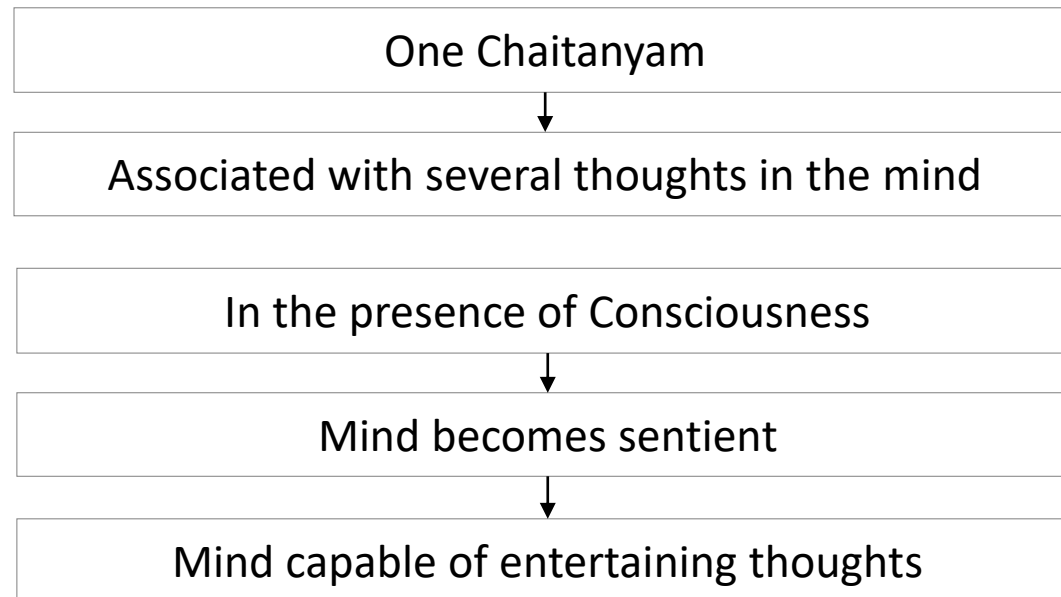 One Chaitanyam
Associated with several thoughts in the mind
In the presence of Consciousness
Mind becomes sentient
Mind capable of entertaining thoughts